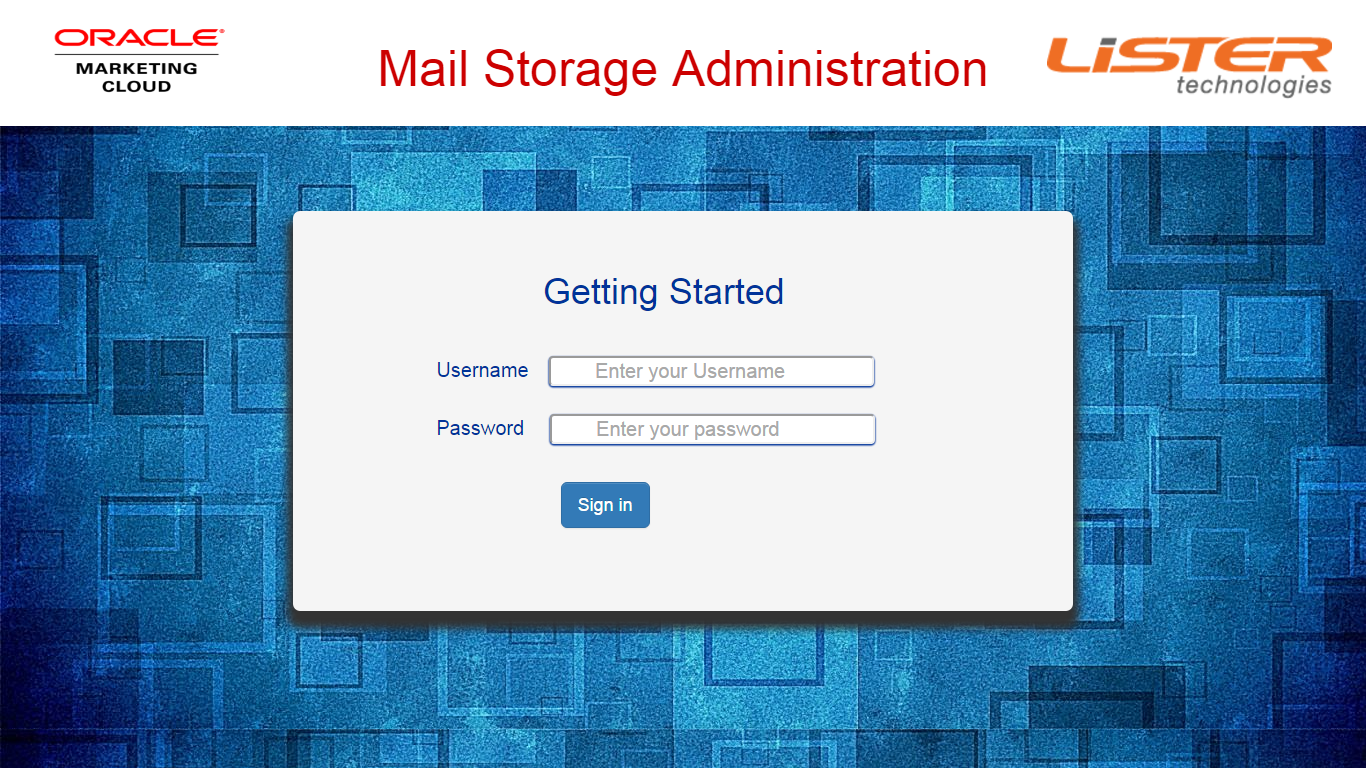 ORACLE®
MARKETING
CLOUD
Mail Storage Administration
LiSTER
technologies
Getting Started
Username
Enter your Username
Password
Enter your password
Sign in